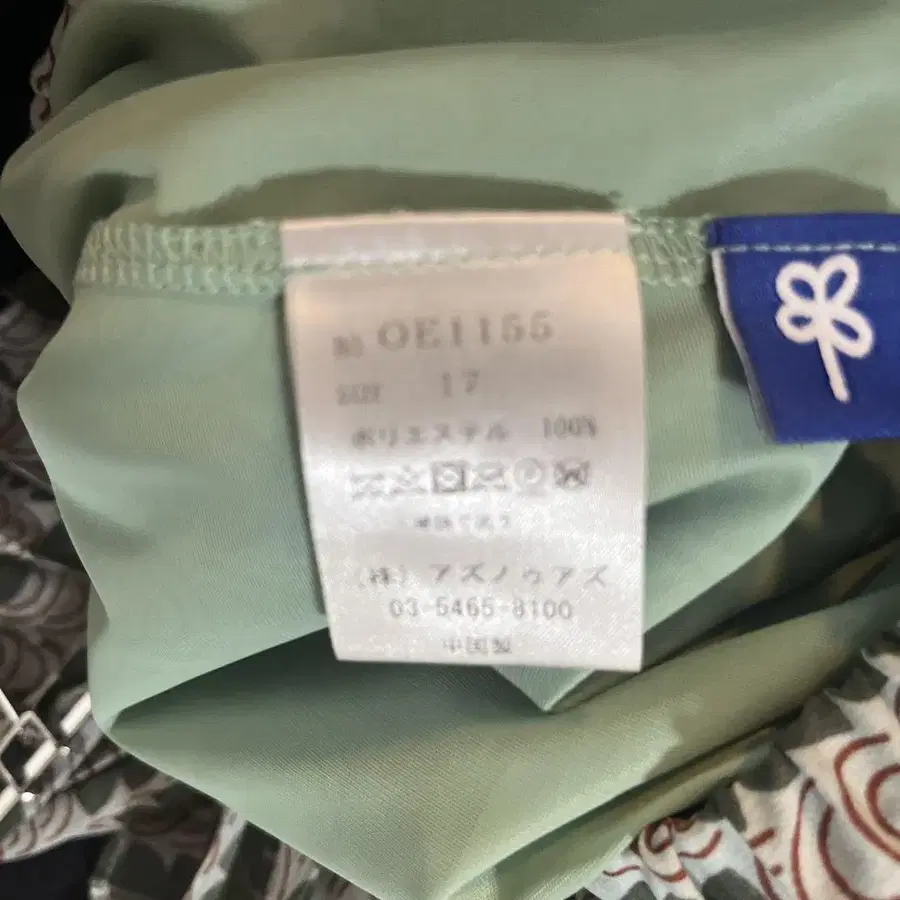 NO OE1155
SIZE 17
ポリエステル 100%
(株) アズノゥアズ
03-5465-8100
中国製